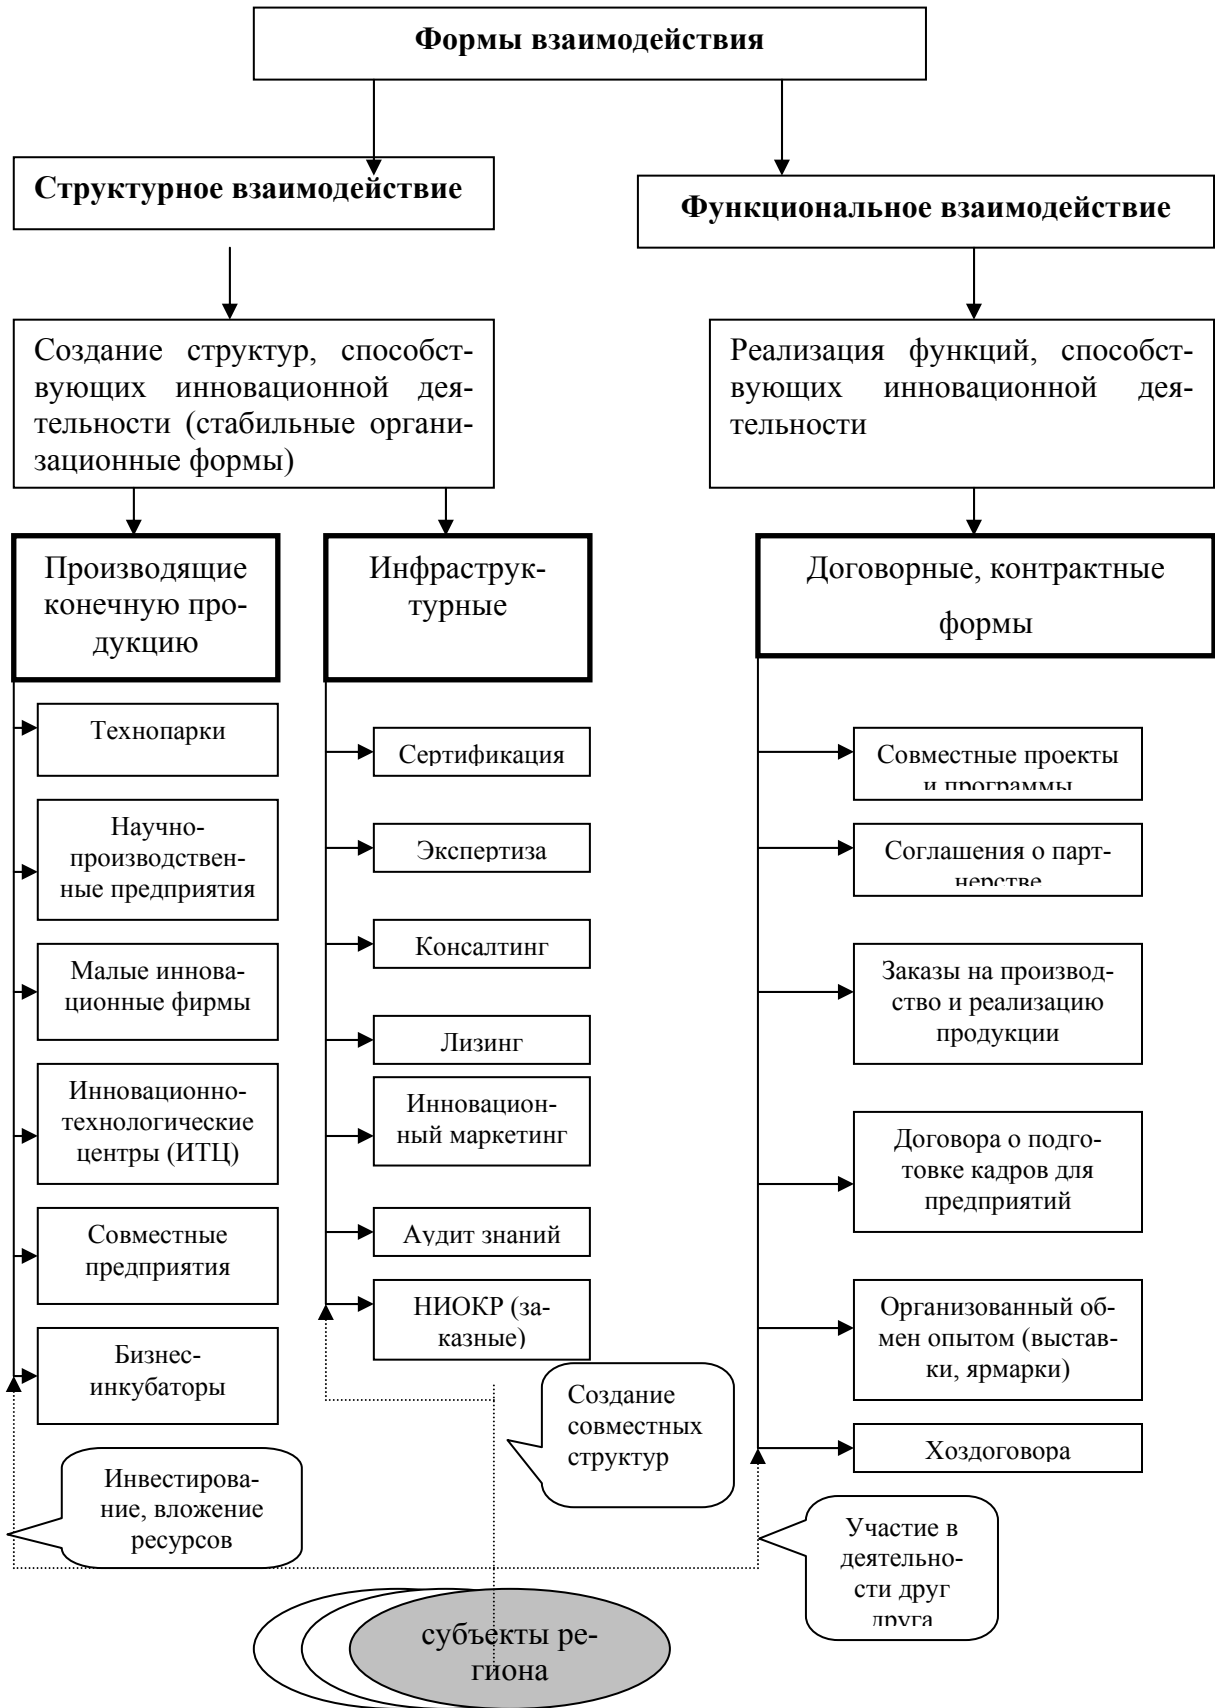 Формы взаимодействия
Структурное взаимодействие
Функциональное взаимодействие
Создание структур, способст-
вующих инновационной дея-
тельности (стабильные органи-
зационные формы)
Реализация функций, способст-
вующих инновационной дея-
тельности
Производящие
конечную про-
дукцию
Инфраструк-
турные
Договорные, контрактные
формы
Технопарки
Научно-
производствен-
ные предприятия
Малые иннова-
ционные фирмы
Инновационно-
технологические
центры (ИТЦ)
Совместные
предприятия
Бизнес-
инкубаторы
Сертификация
Экспертиза
Консалтинг
Лизинг
Инновацион-
ный маркетинг
Аудит знаний
НИОКР (за-
казные)
Совместные проекты
и программы
Соглашения о парт-
нерстве
Заказы на производ-
ство и реализацию
продукции
Договора о подго-
товке кадров для
предприятий
Организованный об-
мен опытом (выстав-
ки, ярмарки)
Хоздоговора
Создание
совместных
структур
Инвестирова-
ние, вложение
ресурсов
Участие в
деятельно-
сти друг
друга
субъекты ре-
гиона